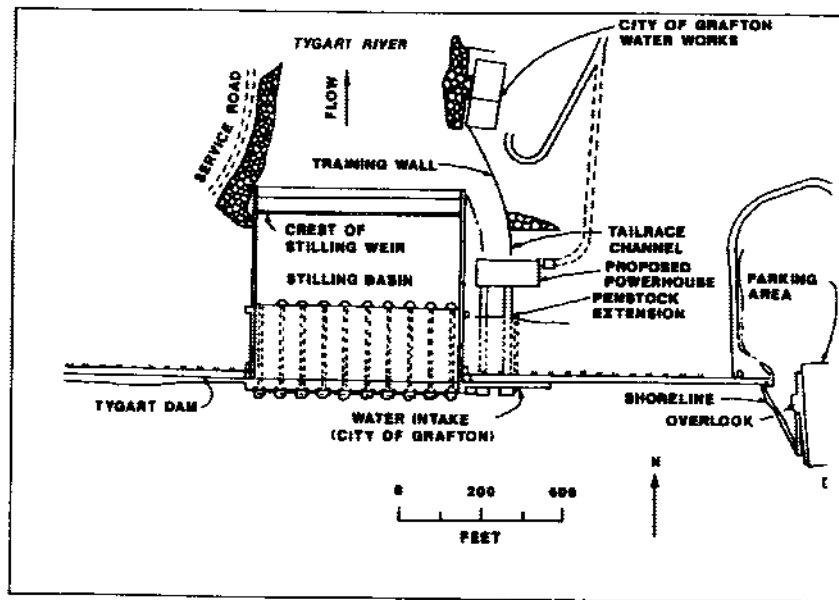 TYGART RIVER
CITY OF GRAFTON
WATER WORKS
SERVICE ROAD
FLOW
TRAINING WALL
CREST OF
STILLING WEIR
TAILRACE
CHANNEL
STILLING BASIN
PROPOSED
POWERHOUSE
PARKING
AREA
PENSTOCK
EXTENSION
TYGART DAM
WATER INTAKE
(CITY OF GRAFTON)
SHORELINE
OVERLOOK
N
0 200 400
FEET